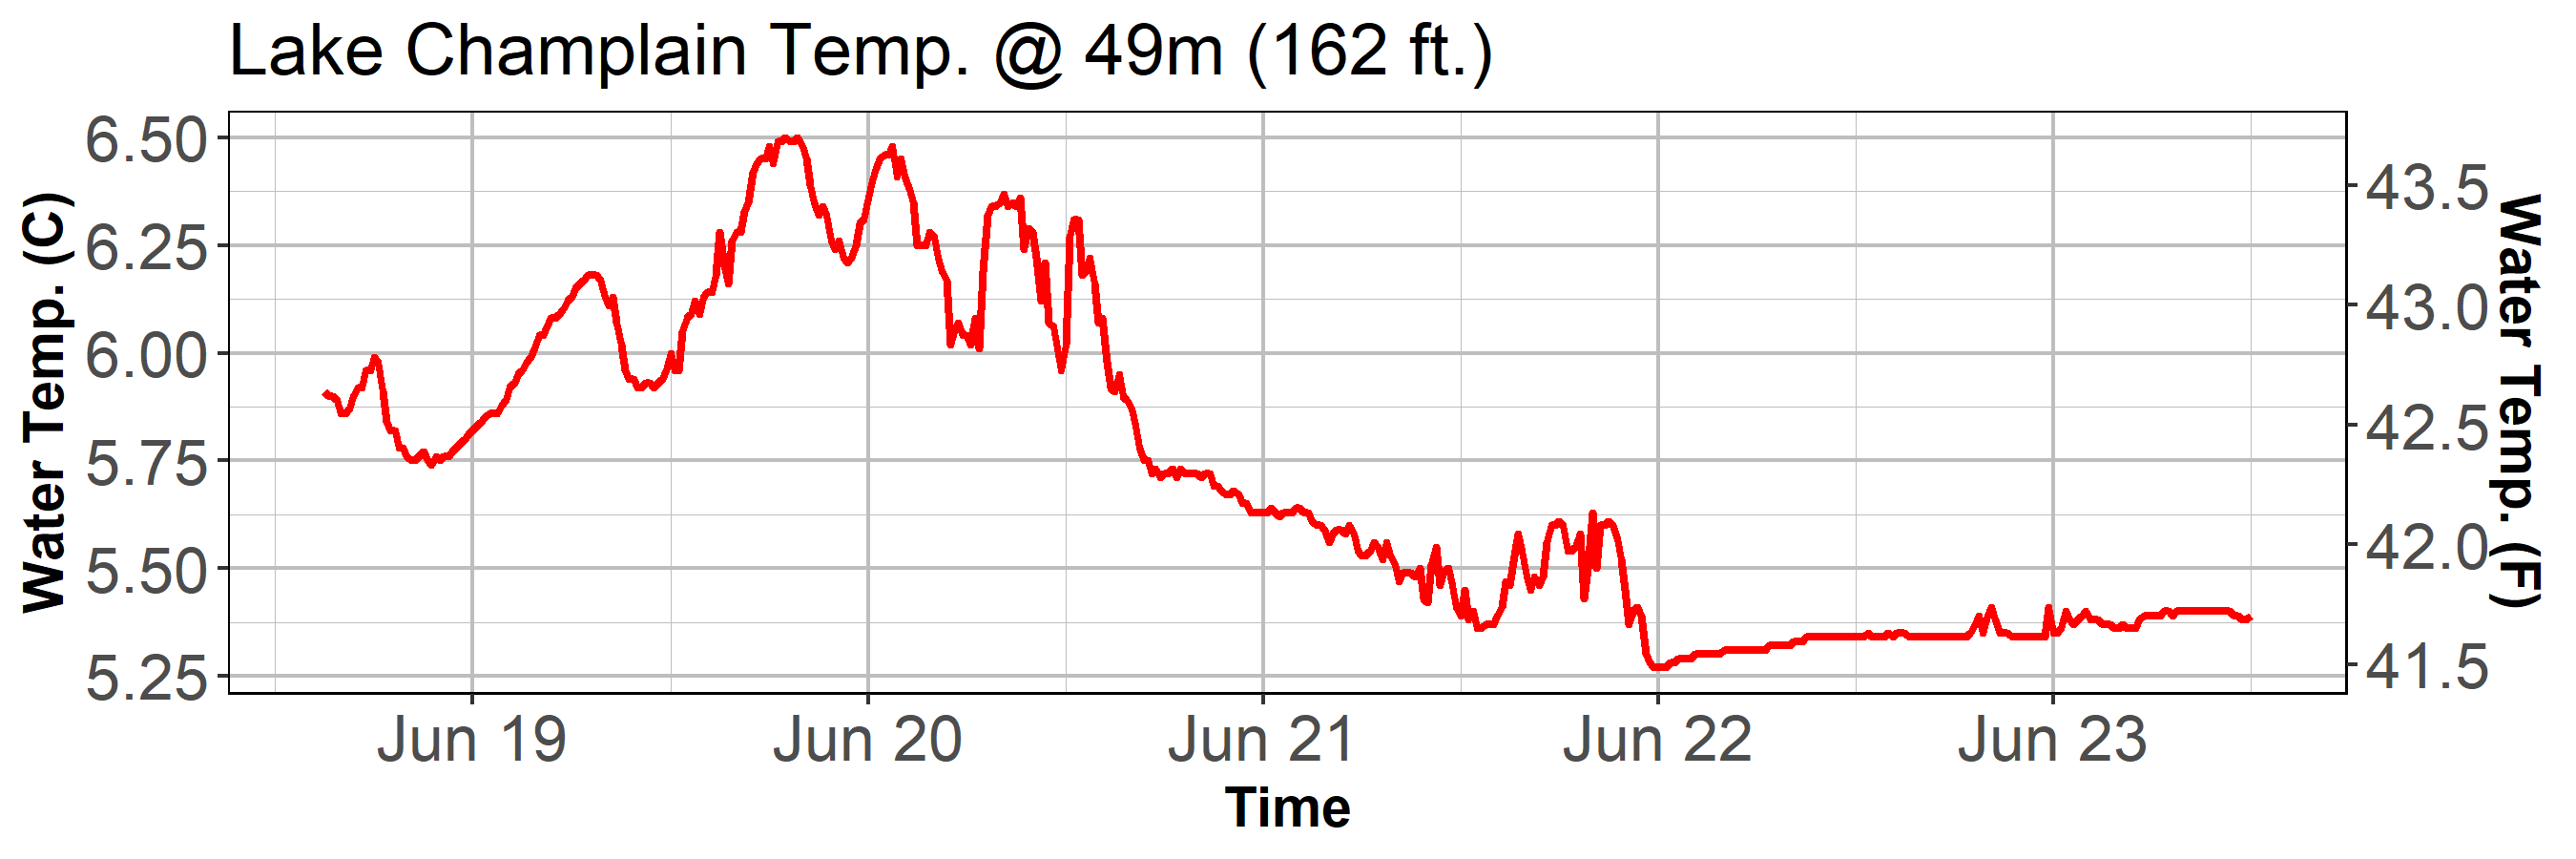 Lake Champlain Temp. @ 49m (162 ft.)
Water Temp. (C)
6.50
6.25
6.00
5.75
5.50
5.25
43.5
43.0
42.5
42.0
41.5
Water Temp. (F)
Jun 19
Jun 20
Jun 21
Jun 22
Jun 23
Time